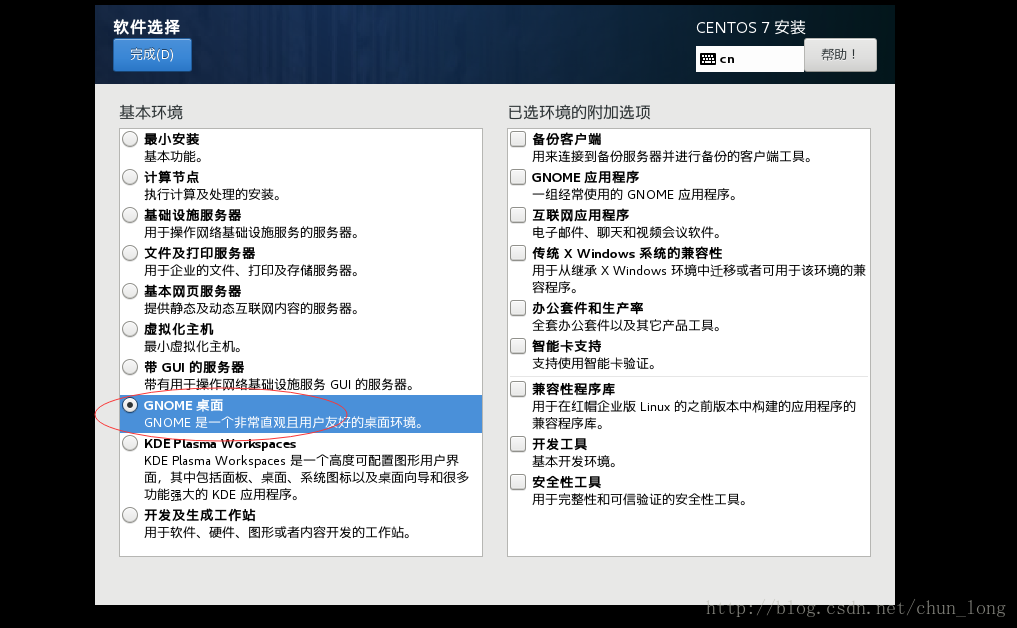 软件选择
完成(D)
CENTOS 7 安装
cn
帮助！
基本环境
最小安装
基本功能。
计算节点
执行计算及处理的安装。
基础设施服务器
用于操作网络基础设施服务的服务器。
文件及打印服务器
用于企业的文件、打印及存储服务器。
基本网页服务器
提供静态及动态互联网内容的服务器。
虚拟化主机
最小虚拟化主机。
带 GUI 的服务器
带有用于操作网络基础设施服务 GUI 的服务器。
GNOME 桌面
GNOME 是一个非常直观且用户友好的桌面环境。
KDE Plasma Workspaces
KDE Plasma Workspaces 是一个高度可配置图形用户界
面，其中包括面板、桌面、系统图标以及桌面向导和很多
功能强大的 KDE 应用程序。
开发及生成工作站
用于软件、硬件、图形或者内容开发的工作站。
已选环境的附加选项
备份客户端
用来连接到备份服务器并进行备份的客户端工具。
GNOME 应用程序
一组经常使用的 GNOME 应用程序。
互联网应用程序
电子邮件、聊天和视频会议软件。
传统 X Windows 系统的兼容性
用于从继承 X Windows 环境中迁移或者可用于该环境的兼
容程序。
办公套件和生产率
全套办公套件以及其它产品工具。
智能卡支持
支持使用智能卡验证。
兼容性程序库
用于在红帽企业版 Linux 的之前版本中构建的应用程序的
兼容程序库。
开发工具
基本开发环境。
安全性工具
用于完整性和可信验证的安全性工具。
http://blog.csdn.net/chun_long